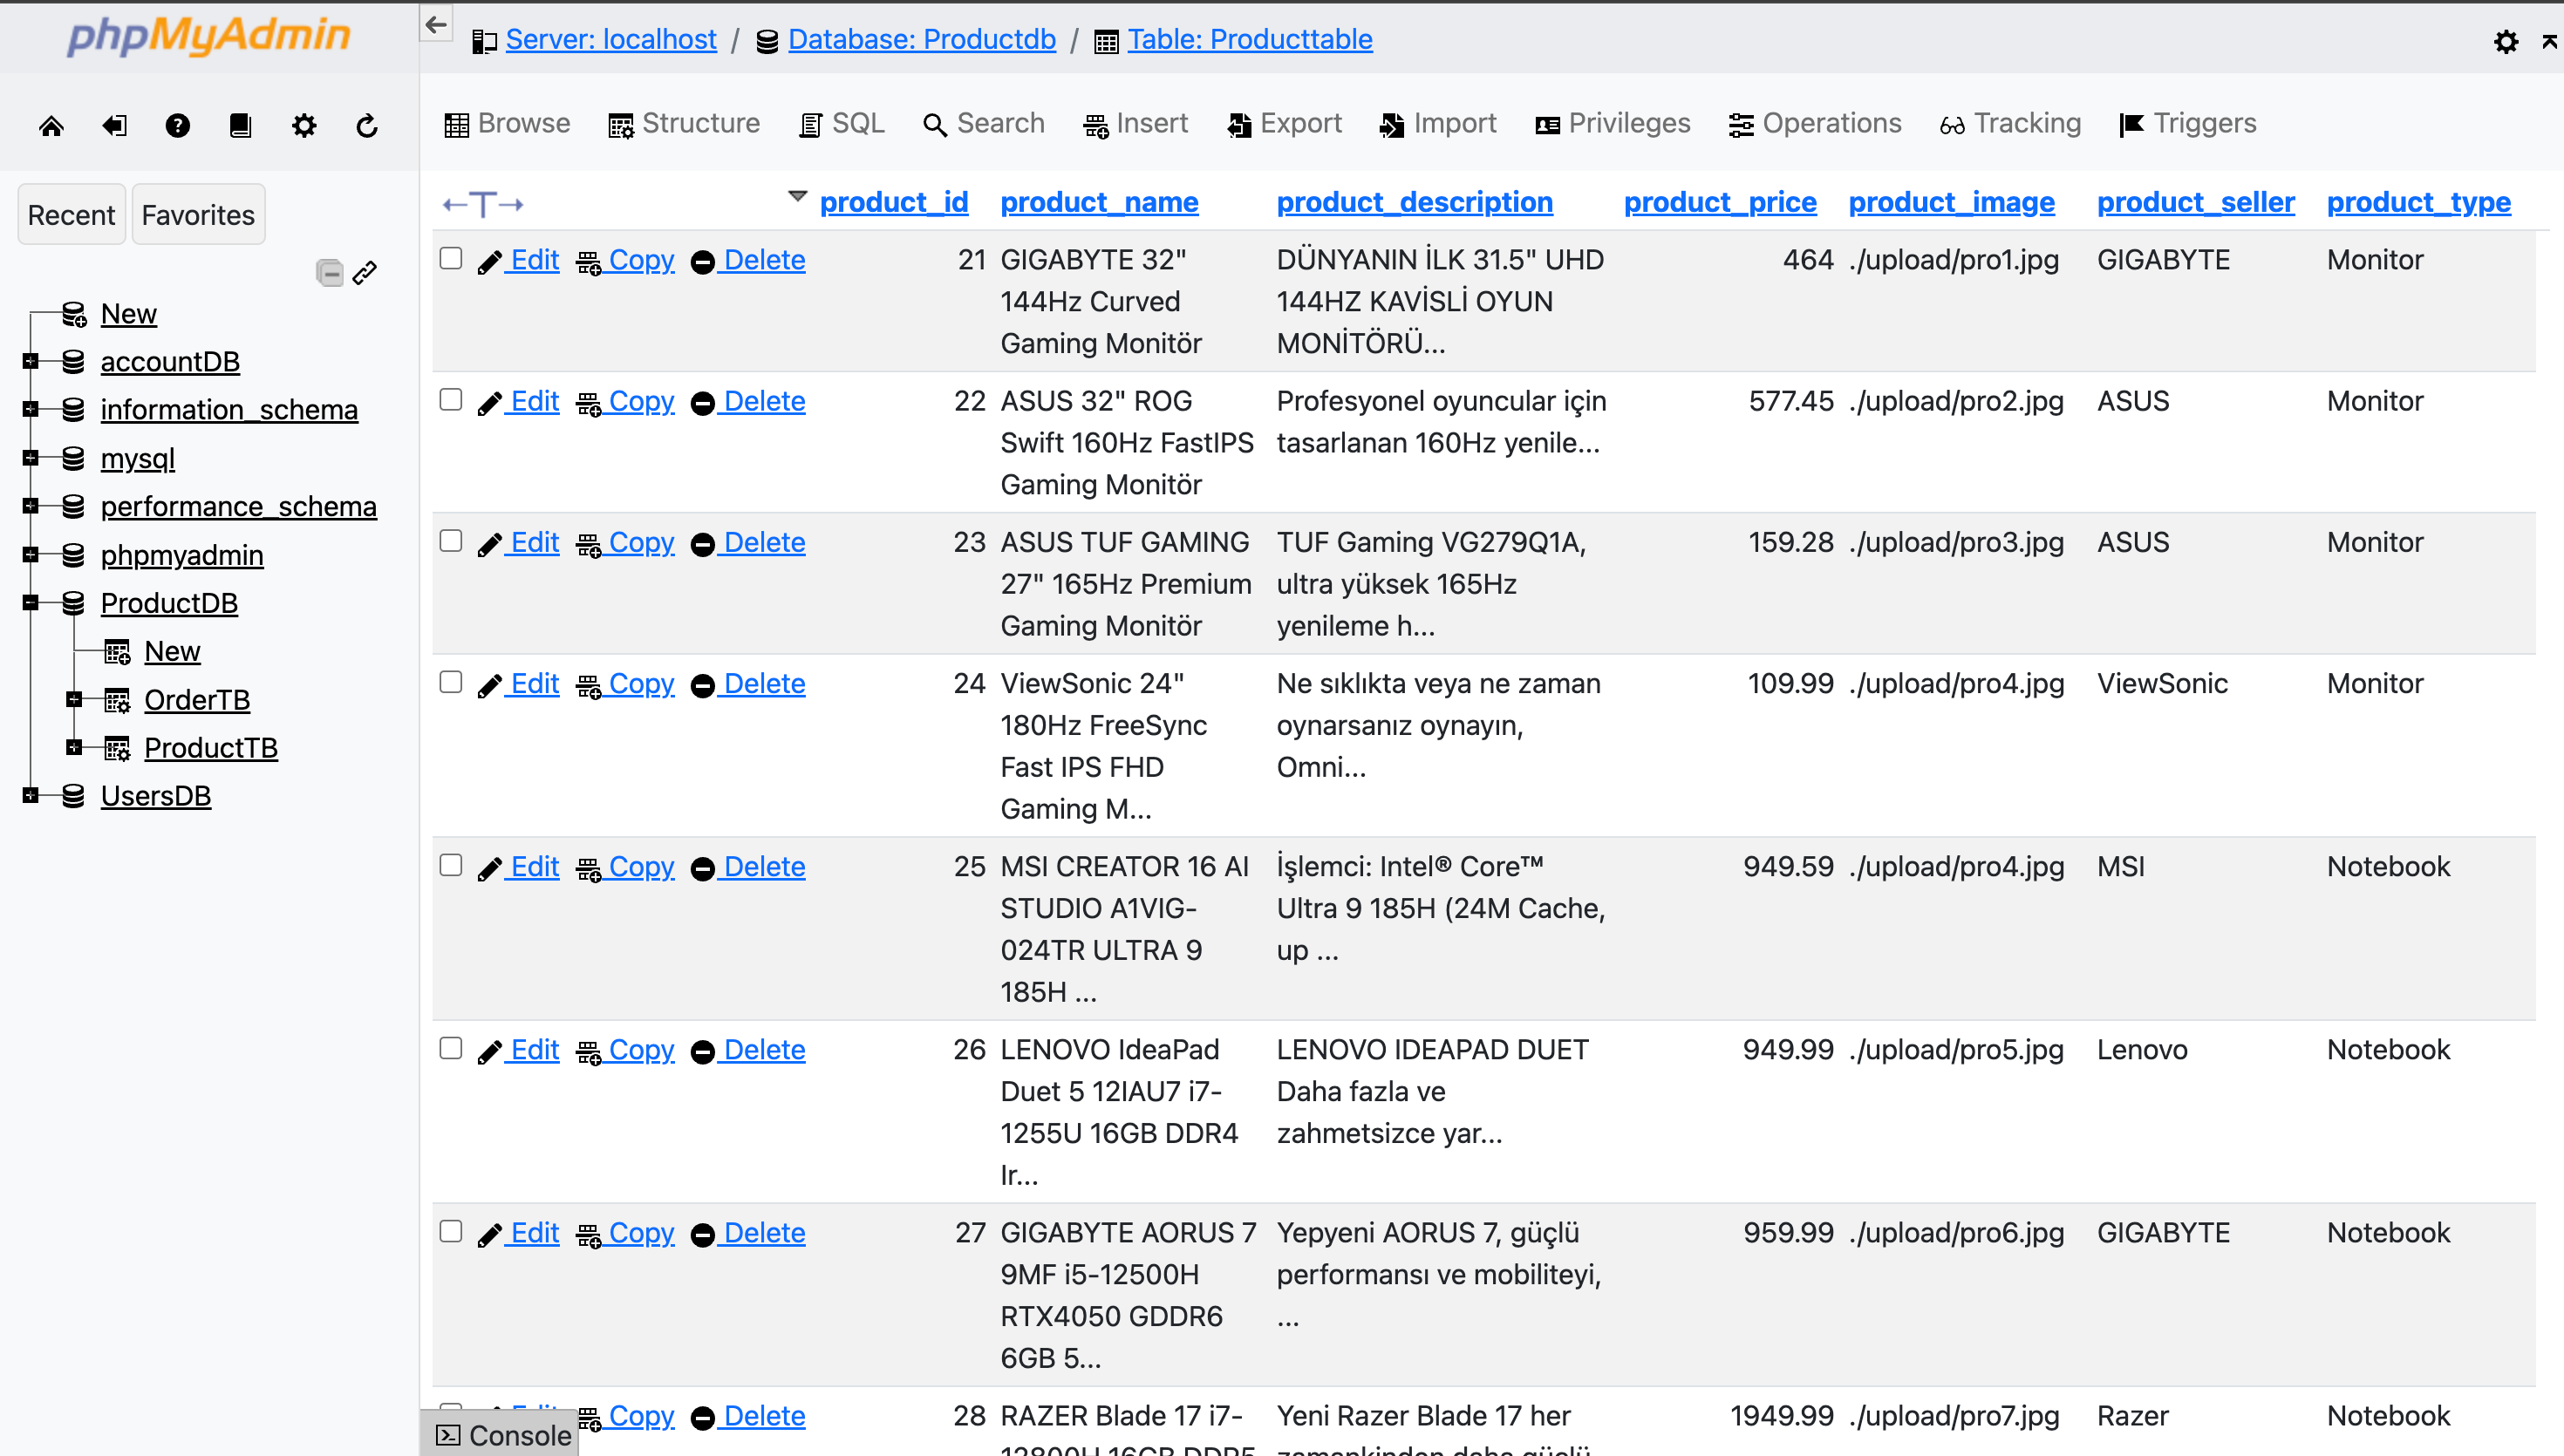 phpMyAdmin
Server: localhost / Database: Productdb / Table: Producttable
Browse Structure SQL Search Insert Export Import Privileges Operations Tracking Triggers
Recent Favorites
New
accountDB
information_schema
mysql
performance_schema
phpmyadmin
ProductDB
New
OrderTB
ProductTB
UsersDB
←T→ product_id product_name product_description product_price product_image product_seller product_type
Edit Copy Delete 21 GIGABYTE 32" DÜNYANIN İLK 31.5" UHD 464 ./upload/pro1.jpg GIGABYTE Monitor
144Hz Curved 144HZ KAVİSLİ OYUN
Gaming Monitör MONİTÖRÜ...
Edit Copy Delete 22 ASUS 32" ROG Profesyonel oyuncular için 577.45 ./upload/pro2.jpg ASUS Monitor
Swift 160Hz FastIPS tasarlanan 160Hz yenile...
Gaming Monitör
Edit Copy Delete 23 ASUS TUF GAMING TUF Gaming VG279Q1A, 159.28 ./upload/pro3.jpg ASUS Monitor
27" 165Hz Premium ultra yüksek 165Hz
Gaming Monitör yenileme h...
Edit Copy Delete 24 ViewSonic 24" Ne sıklıkta veya ne zaman 109.99 ./upload/pro4.jpg ViewSonic Monitor
180Hz FreeSync oynarsanız oynayın,
Fast IPS FHD Omni...
Gaming M...
Edit Copy Delete 25 MSI CREATOR 16 AI İşlemci: Intel® Core™ 949.59 ./upload/pro4.jpg MSI Notebook
STUDIO A1VIG- Ultra 9 185H (24M Cache,
024TR ULTRA 9 up ...
185H ...
Edit Copy Delete 26 LENOVO IdeaPad LENOVO IDEAPAD DUET 949.99 ./upload/pro5.jpg Lenovo Notebook
Duet 5 12IAU7 i7- Daha fazla ve
1255U 16GB DDR4 zahmetsizce yar...
Ir...
Edit Copy Delete 27 GIGABYTE AORUS 7 Yepyeni AORUS 7, güçlü 959.99 ./upload/pro6.jpg GIGABYTE Notebook
9MF i5-12500H performansı ve mobiliteyi,
RTX4050 GDDR6 ...
6GB 5...
Copy Delete 28 RAZER Blade 17 i7- Yeni Razer Blade 17 her 1949.99 ./upload/pro7.jpg Razer Notebook
Console